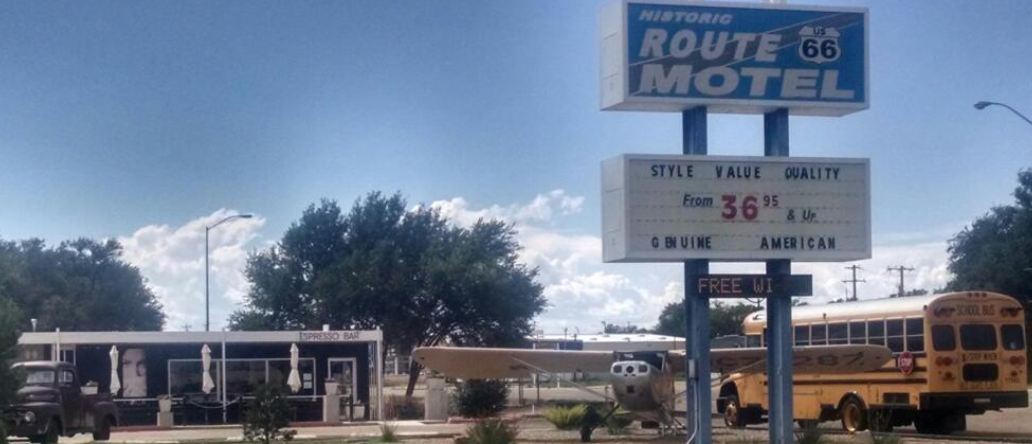 HISTORIC
ROUTE US 66
MOTEL
STYLE VALUE QUALITY
From 36 95 & Up
GENUINE AMERICAN
FREE WI
ESPRESSO BAR
SCHOOL BUS
STOP